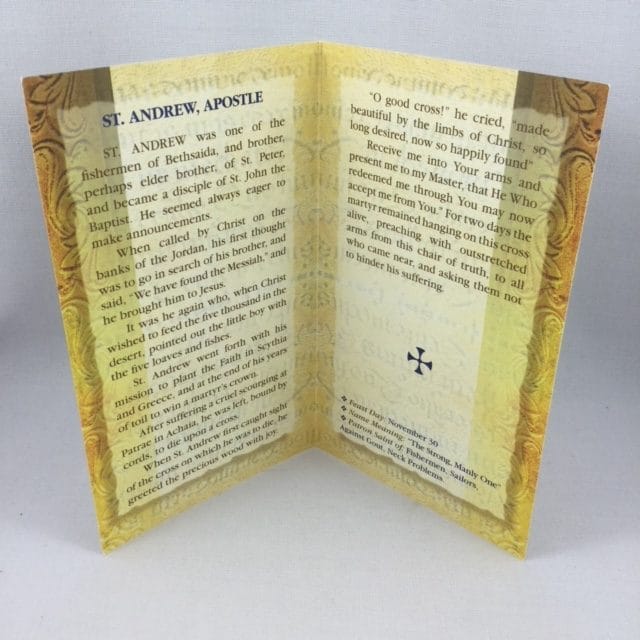 ST. ANDREW, APOSTLE
ST. ANDREW was one of the
fishermen of Bethsaida, and brother,
perhaps elder brother, of St. Peter,
and became a disciple of St. John the
Baptist. He seemed always eager to
make announcements.
When called by Christ on the
banks of the Jordan, his first thought
was to go in search of his brother, and
said, "We have found the Messiah," and
he brought him to Jesus.
It was he again who, when Christ
wished to feed the five thousand in the
desert, pointed out the little boy with
the five loaves and fishes.
St. Andrew went forth with his
mission to plant the Faith in Scythia
and Greece, and at the end of his years
of toil to win a martyr's crown.
After suffering a cruel scourging at
Patrae in Achaia, he was left, bound by
cords, to die upon a cross.
When St. Andrew first caught sight
of the cross on which he was to die, he
greeted the precious wood with joy.
"O good cross!" he cried, "made
beautiful by the limbs of Christ, so
long desired, now so happily found"
Receive me into Your arms and
present me to my Master, that He Who
redeemed me through You may now
accept me from You." For two days the
martyr remained hanging on this cross
alive, preaching with outstretched
arms from this chair of truth, to all
who came near, and asking them not
to hinder his suffering.
Feast Day: November 30
Name Meaning: "The Strong, Manly One"
Patron Saint of: Fishermen, Sailors,
Against Gout, Neck Problems.